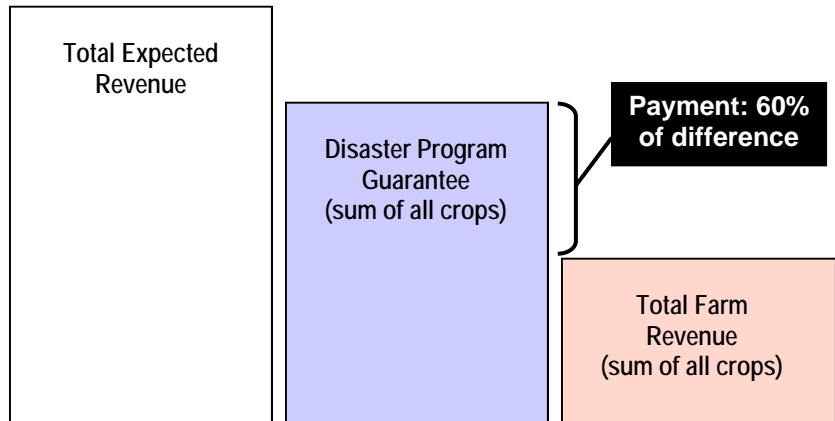 Total Expected
Revenue
Payment: 60%
of difference
Disaster Program
Guarantee
(sum of all crops)
Total Farm
Revenue
(sum of all crops)